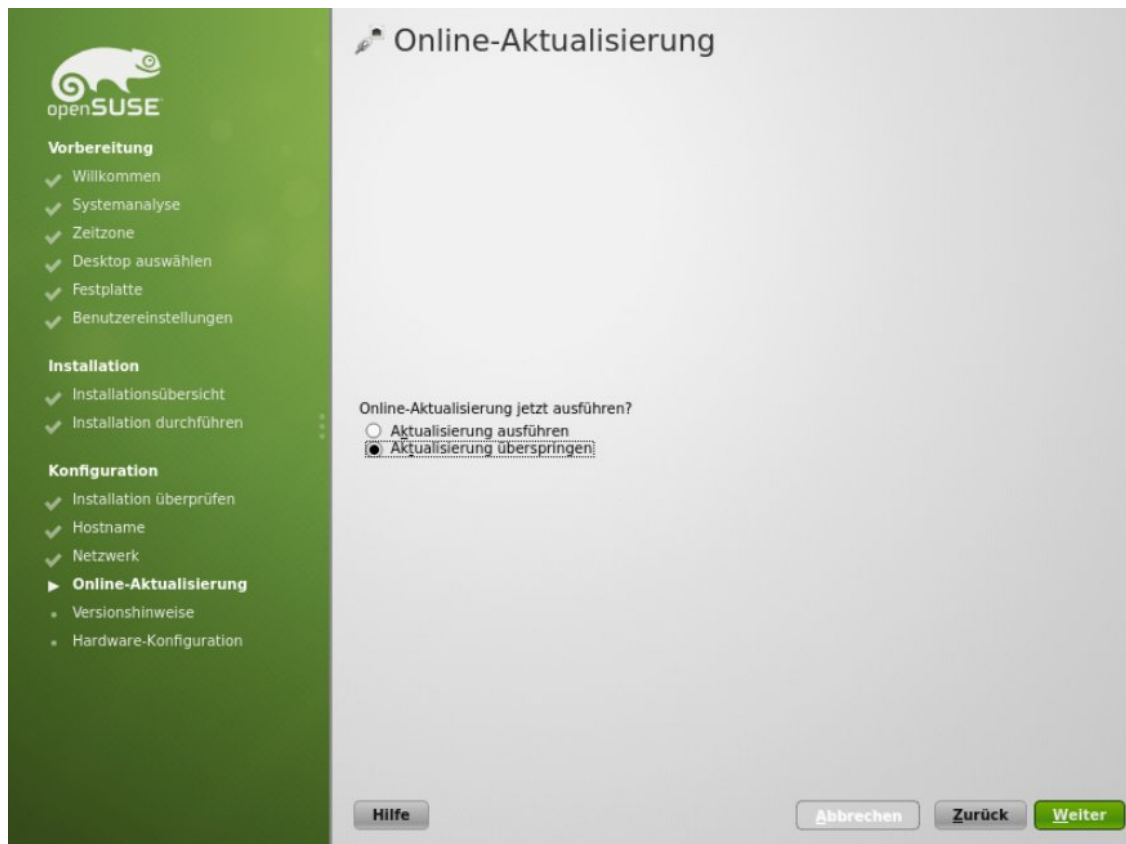 openSUSE
Vorbereitung
Willkommen
Systemanalyse
Zeitzone
Desktop auswählen
Festplatte
Benutzereinstellungen
Installation
Installationsübersicht
Installation durchführen
Konfiguration
Installation überprüfen
Hostname
Netzwerk
Online-Aktualisierung
Versionshinweise
Hardware-Konfiguration
Online-Aktualisierung
Online-Aktualisierung jetzt ausführen?
Aktualisierung ausführen
Aktualisierung überspringen
Hilfe
Abbrechen
Zurück
Weiter